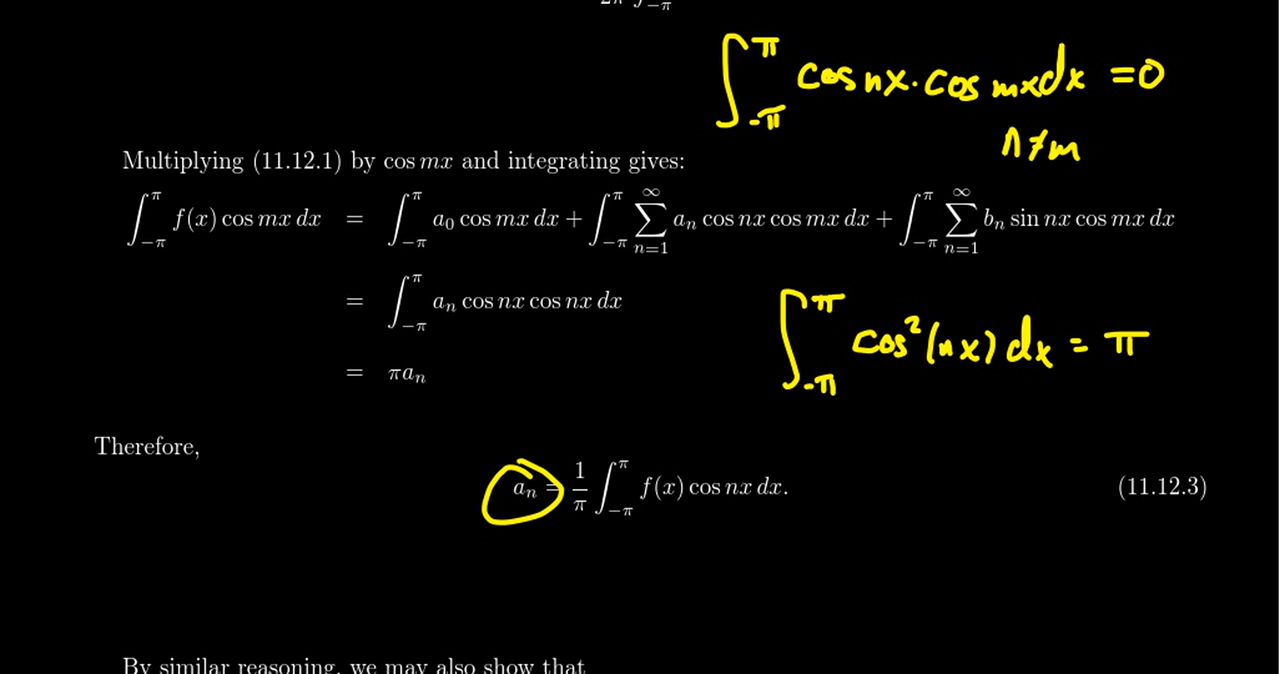 ∫_{-π}^{π} cos nx · cos mx dx = 0
n ≠ m
Multiplying (11.12.1) by cos mx and integrating gives:
∫_{-π}^{π} f(x) cos mx dx = ∫_{-π}^{π} a_0 cos mx dx + ∫_{-π}^{π} ∑_{n=1}^{∞} a_n cos nx cos mx dx + ∫_{-π}^{π} ∑_{n=1}^{∞} b_n sin nx cos mx dx
= ∫_{-π}^{π} a_n cos nx cos nx dx
∫_{-π}^{π} cos²(nx) dx = π
= πa_n
Therefore,
a_n = 1/π ∫_{-π}^{π} f(x) cos nx dx. (11.12.3)
By similar reasoning, we may also show that